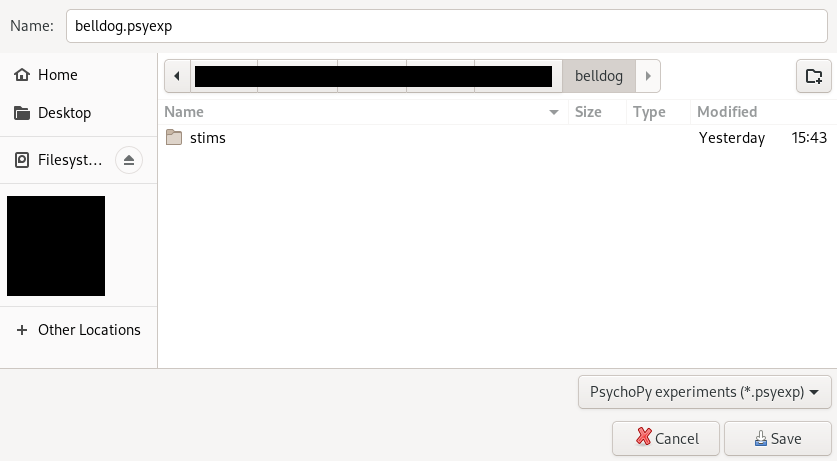 Name: belldog.psyexp
Home
Desktop
Filesyst...
Other Locations
belldog
Name Size Type Modified
stims Yesterday 15:43
PsychoPy experiments (*.psyexp)
Cancel Save